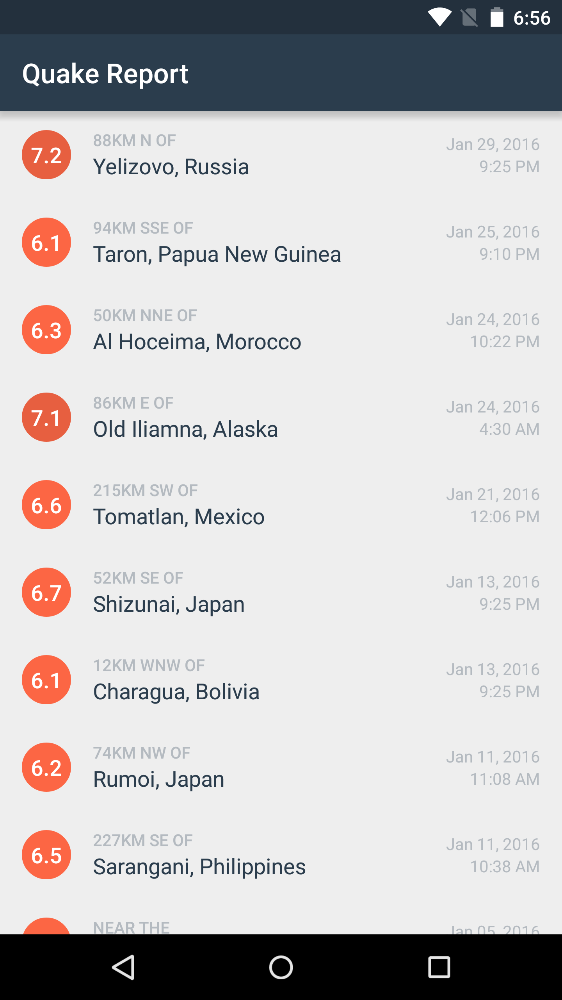 6:56
Quake Report
7.2
88KM N OF
Yelizovo, Russia
Jan 29, 2016
9:25 PM
6.1
94KM SSE OF
Taron, Papua New Guinea
Jan 25, 2016
9:10 PM
6.3
50KM NNE OF
Al Hoceima, Morocco
Jan 24, 2016
10:22 PM
7.1
86KM E OF
Old Iliamna, Alaska
Jan 24, 2016
4:30 AM
6.6
215KM SW OF
Tomatlan, Mexico
Jan 21, 2016
12:06 PM
6.7
52KM SE OF
Shizunai, Japan
Jan 13, 2016
9:25 PM
6.1
12KM WNW OF
Charagua, Bolivia
Jan 13, 2016
9:25 PM
6.2
74KM NW OF
Rumoi, Japan
Jan 11, 2016
11:08 AM
6.5
227KM SE OF
Sarangani, Philippines
Jan 11, 2016
10:38 AM
NEAR THE
Jan 05, 2016